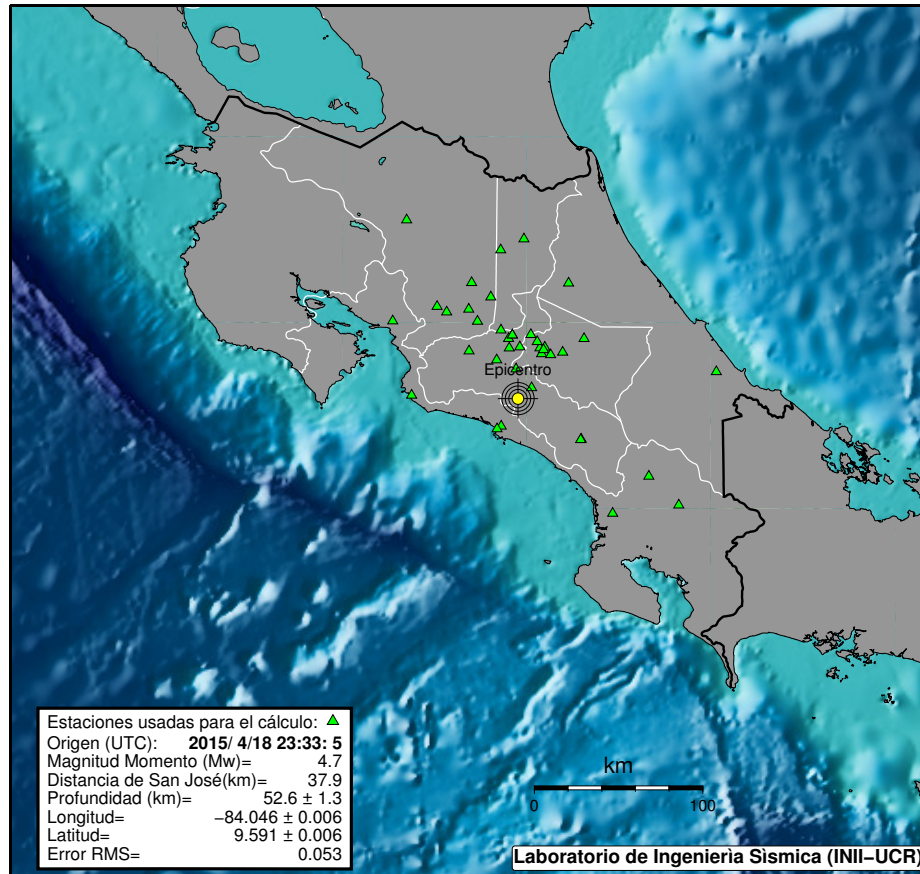 Epicentro
Estaciones usadas para el cálculo:
Origen (UTC): 2015/ 4/18 23:33: 5
Magnitud Momento (Mw)= 4.7
Distancia de San José(km)= 37.9
Profundidad (km)= 52.6 ± 1.3
Longitud= −84.046 ± 0.006
Latitud= 9.591 ± 0.006
Error RMS= 0.053
km
0 100
Laboratorio de Ingenierìa Sìsmica (INII−UCR)